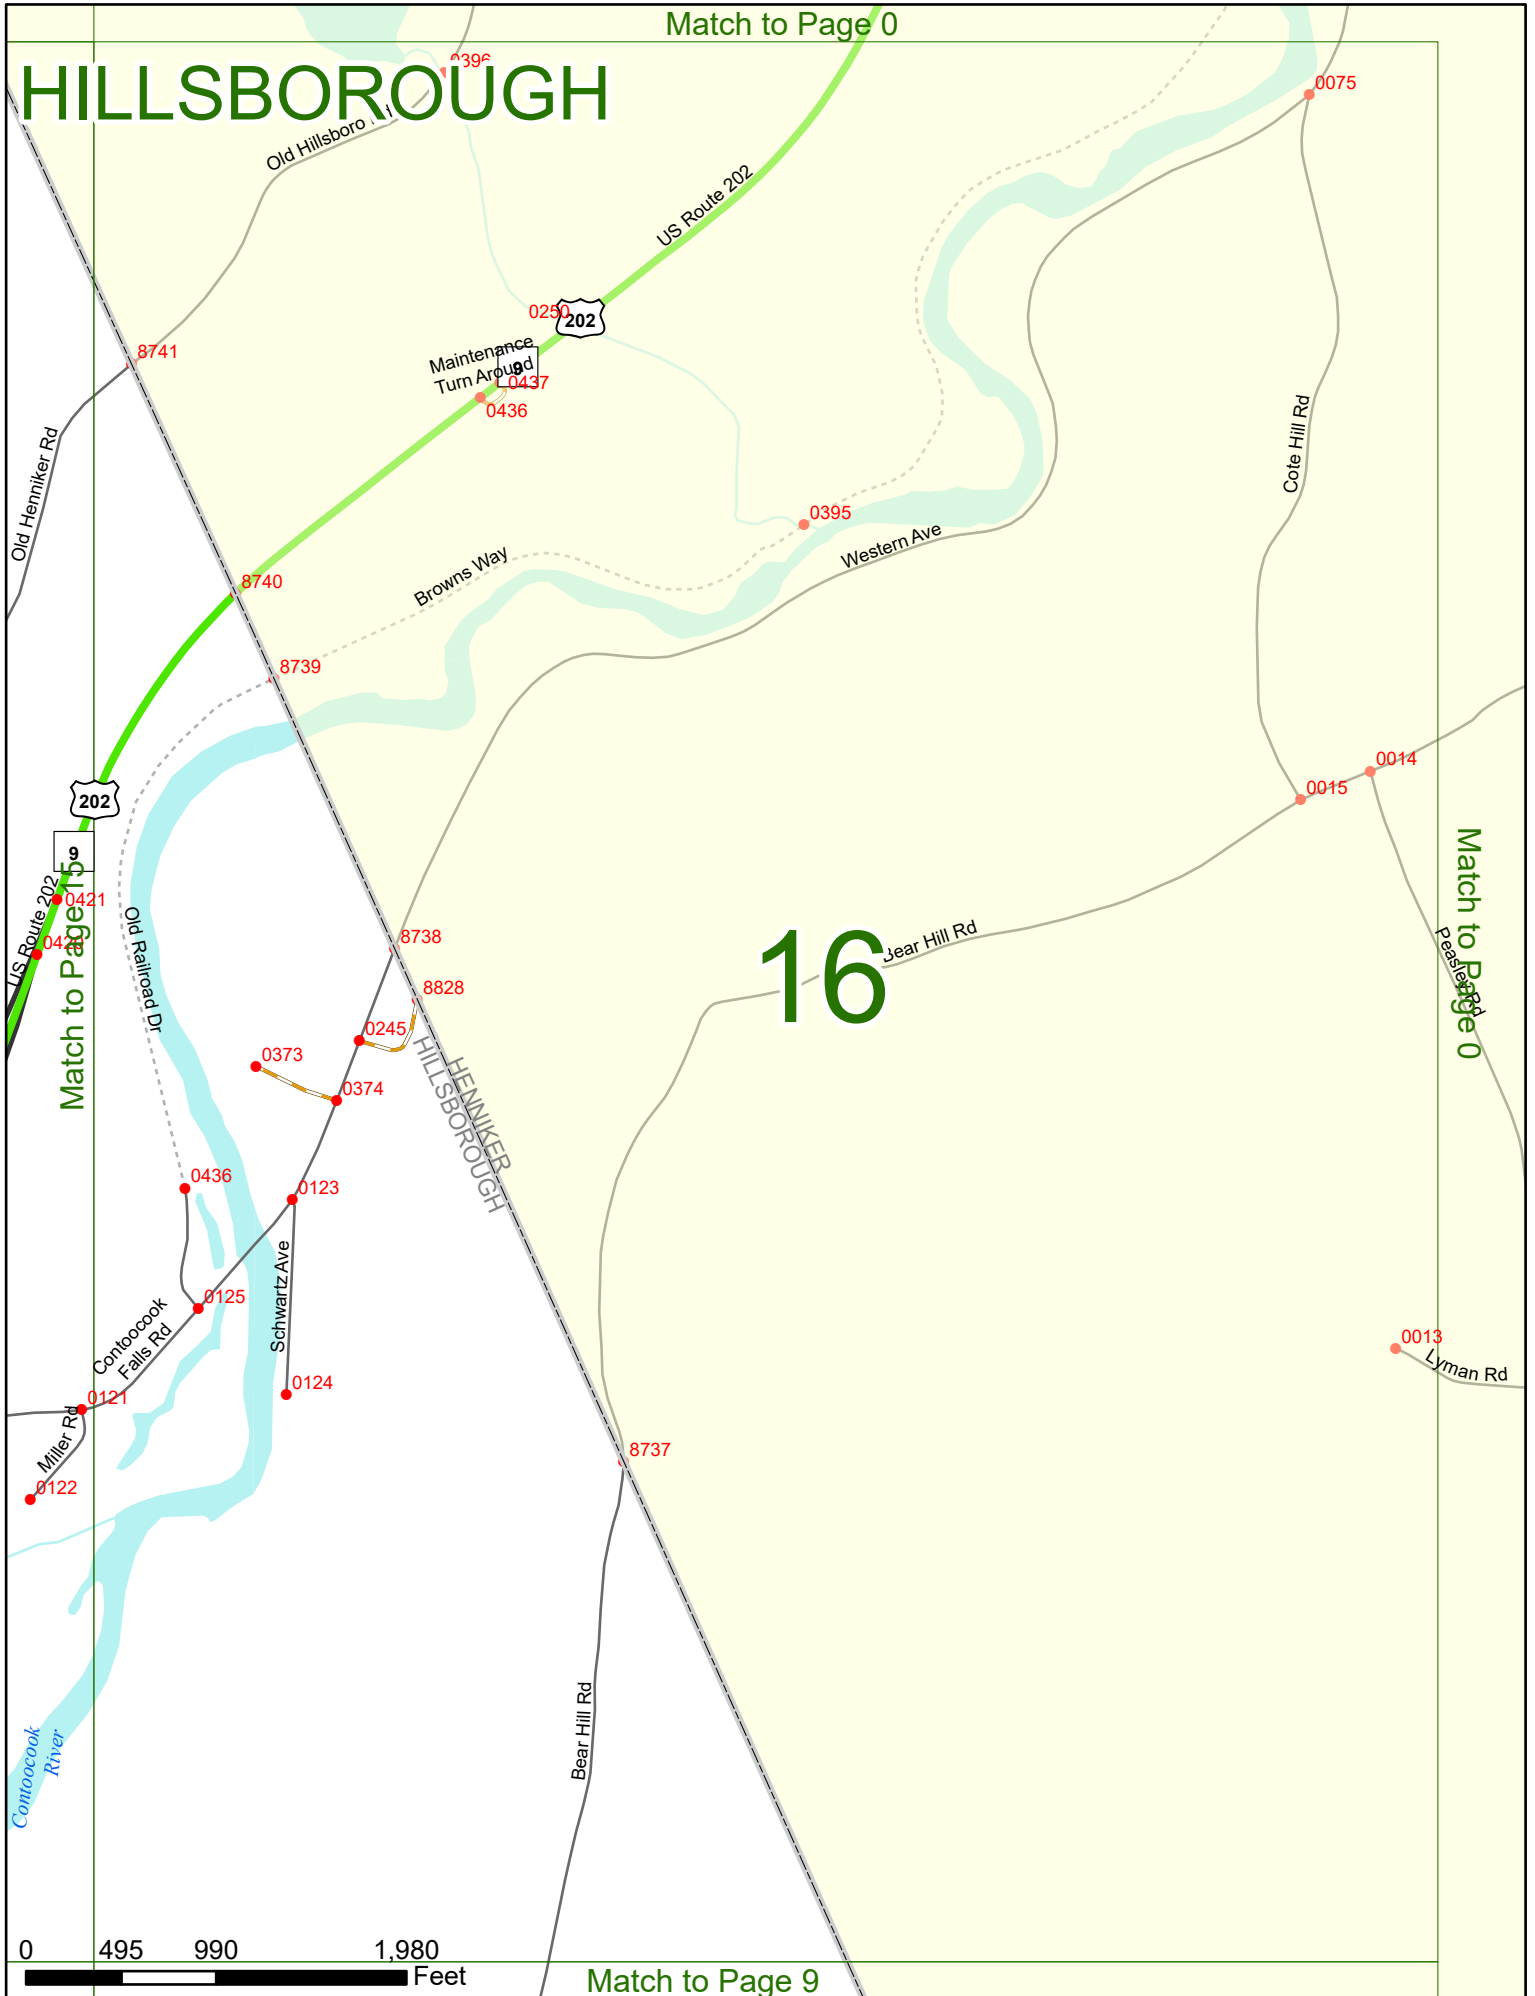 Match to Page 0
HILLSBOROUGH
0396
0075
Old Hillsboro Rd
US Route 202
0250
202
8741
Maintenance
Turn Around
9
0437
0436
Old Henniker Rd
Cote Hill Rd
0395
Western Ave
Browns Way
8740
8739
0014
0015
202
9
Match to Page 15
US Route 202
0421
0420
Old Railroad Dr
8738
Bear Hill Rd
16
Match to Page 0
Peasley Rd
8828
0245
0373
0374
HENNIKER
HILLSBOROUGH
0436
0123
Schwartz Ave
0125
Contoocook
Falls Rd
0013
Lyman Rd
0124
0121
Miller Rd
0122
8737
Bear Hill Rd
Contoocook
River
0 495 990 1,980
Feet
Match to Page 9